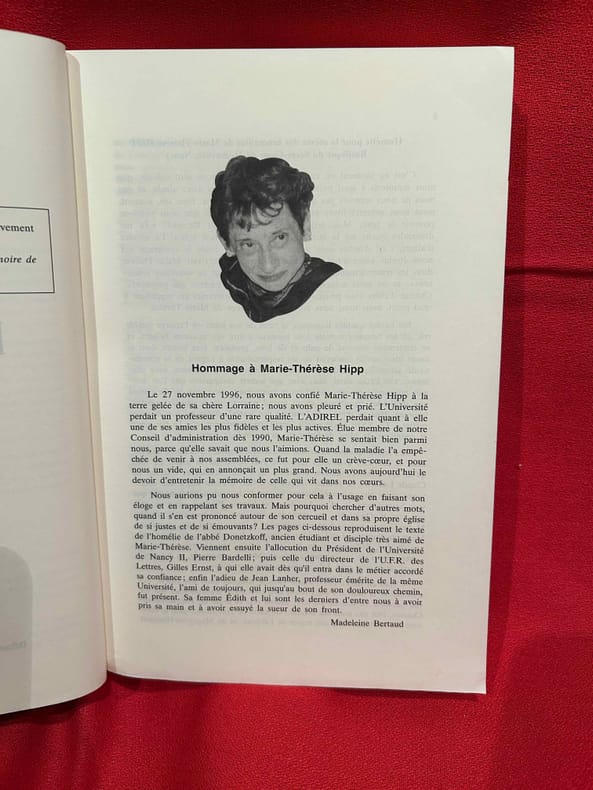 vement
noire de
Hommage à Marie-Thérèse Hipp
Le 27 novembre 1996, nous avons confié Marie-Thérèse Hipp à la
terre gelée de sa chère Lorraine ; nous avons pleuré et prié. L'Université
perdait un professeur d'une rare qualité. L'ADIREL perdait quant à elle
une de ses amies les plus fidèles et les plus actives. Élue membre de notre
Conseil d'administration dès 1990, Marie-Thérèse se sentait bien parmi
nous, parce qu'elle savait que nous l'aimions. Quand la maladie l'a empê-
chée de venir à nos assemblées, ce fut pour elle un crève-cœur, et pour
nous un vide, qui en annonçait un plus grand. Nous avons aujourd'hui le
devoir d'entretenir la mémoire de celle qui vit dans nos cœurs.
Nous aurions pu nous conformer pour cela à l'usage en faisant son
éloge et en rappelant ses travaux. Mais pourquoi chercher d'autres mots,
quand il s'en est prononcé autour de son cercueil et dans sa propre église
de si justes et de si émouvants ? Les pages ci-dessous reproduisent le texte
de l'homélie de l'abbé Donetzkoff, ancien étudiant et disciple très aimé de
Marie-Thérèse. Viennent ensuite l'allocution du Président de l'Université
de Nancy II, Pierre Bardelli ; puis celle du directeur de l'U.F.R. des
Lettres, Gilles Ernst, à qui elle avait dès qu'il entra dans le métier accordé
sa confiance ; enfin l'adieu de Jean Lanher, professeur émérite de la même
Université, l'ami de toujours, qui jusqu'au bout de son douloureux chemin,
fut présent. Sa femme Édith et lui sont les derniers d'entre nous à avoir
pris sa main et à avoir essuyé la sueur de son front.
Madeleine Bertaud